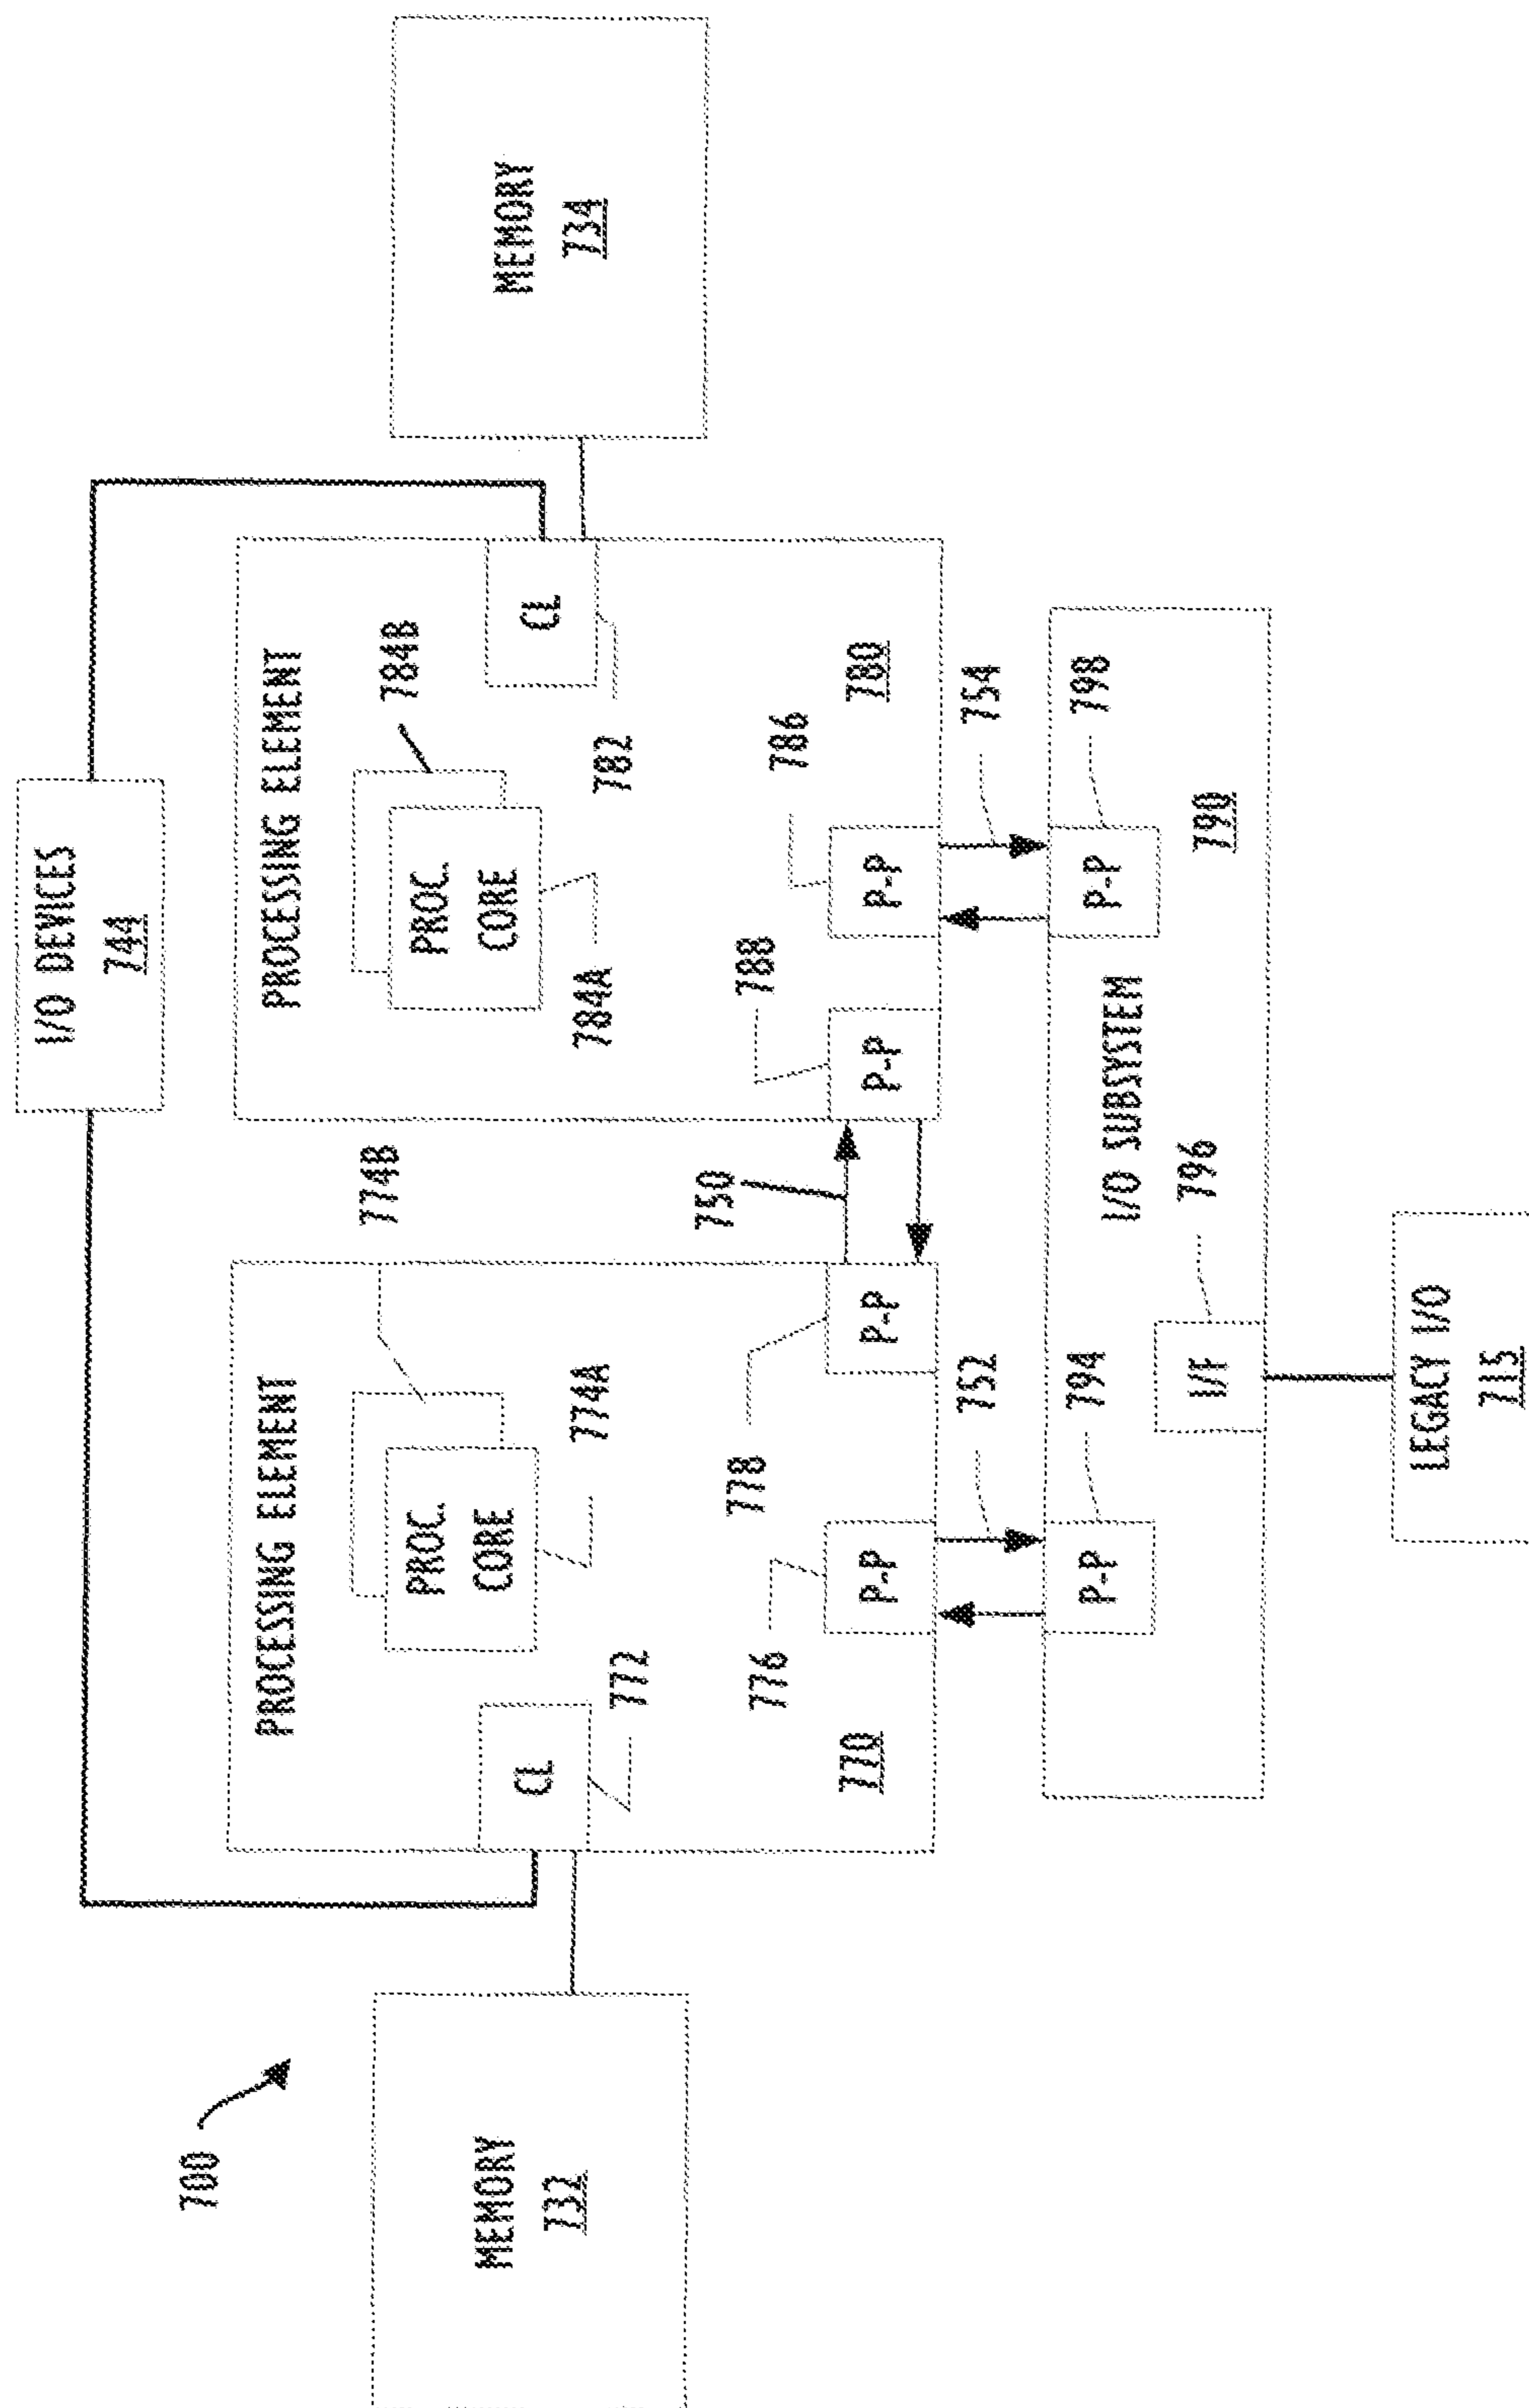 700
I/O DEVICES
744
MEMORY
732
PROCESSING ELEMENT
774B
PROC.
CORE
774A
CL
772
770
776
P-P
778
P-P
750
PROCESSING ELEMENT
784B
PROC.
CORE
784A
CL
782
788
P-P
786
P-P
780
MEMORY
734
752
754
794
P-P
I/O SUBSYSTEM
796
I/F
798
P-P
790
LEGACY I/O
715